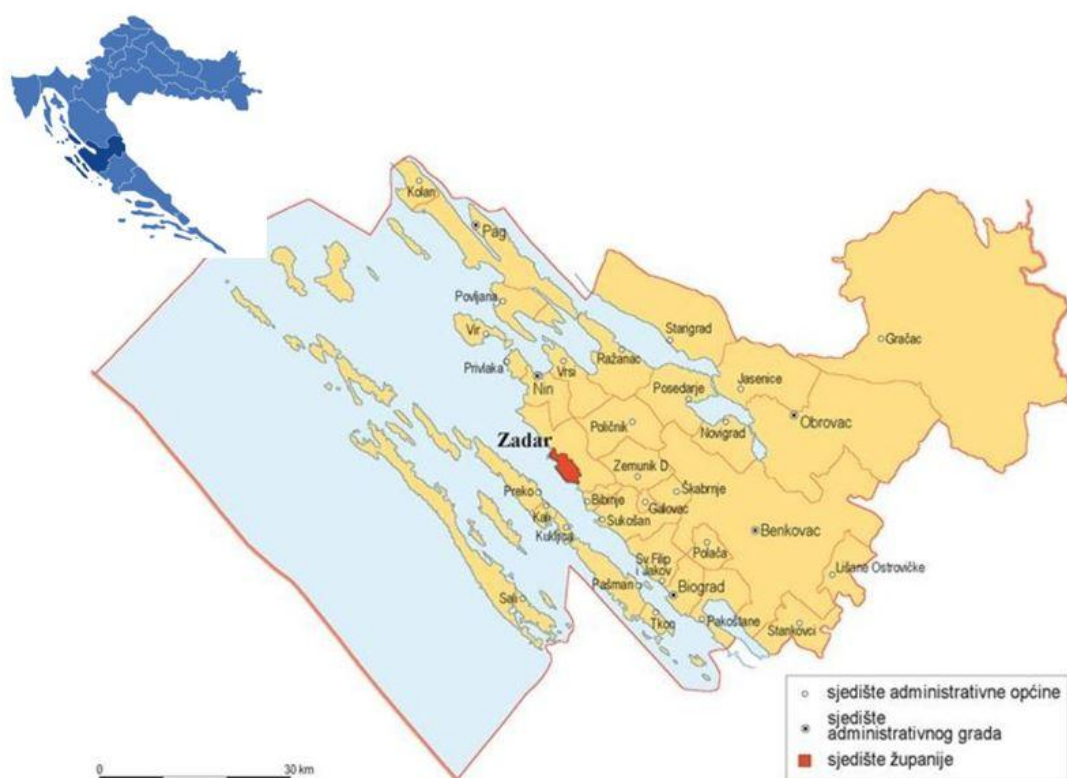 Kolan
Pag
Povljana
Vir
Starigrad
Gračac
Privlaka
Vrsi
Ražanac
Nin
Jasenice
Posedarje
Obrovac
Poličnik
Novigrad
Zadar
Zemunik D.
Preko
Bibinje
Škabrnje
Galovac
Kali
Sukošan
Kukljica
Benkovac
Polača
Sv Filip
i Jakov
Lišane Ostrovičke
Pašman
Biograd
Sali
Tkon
Pakoštane
Stankovci
sjedište administrativne općine
sjedište
administrativnog grada
sjedište županije
0 30 km